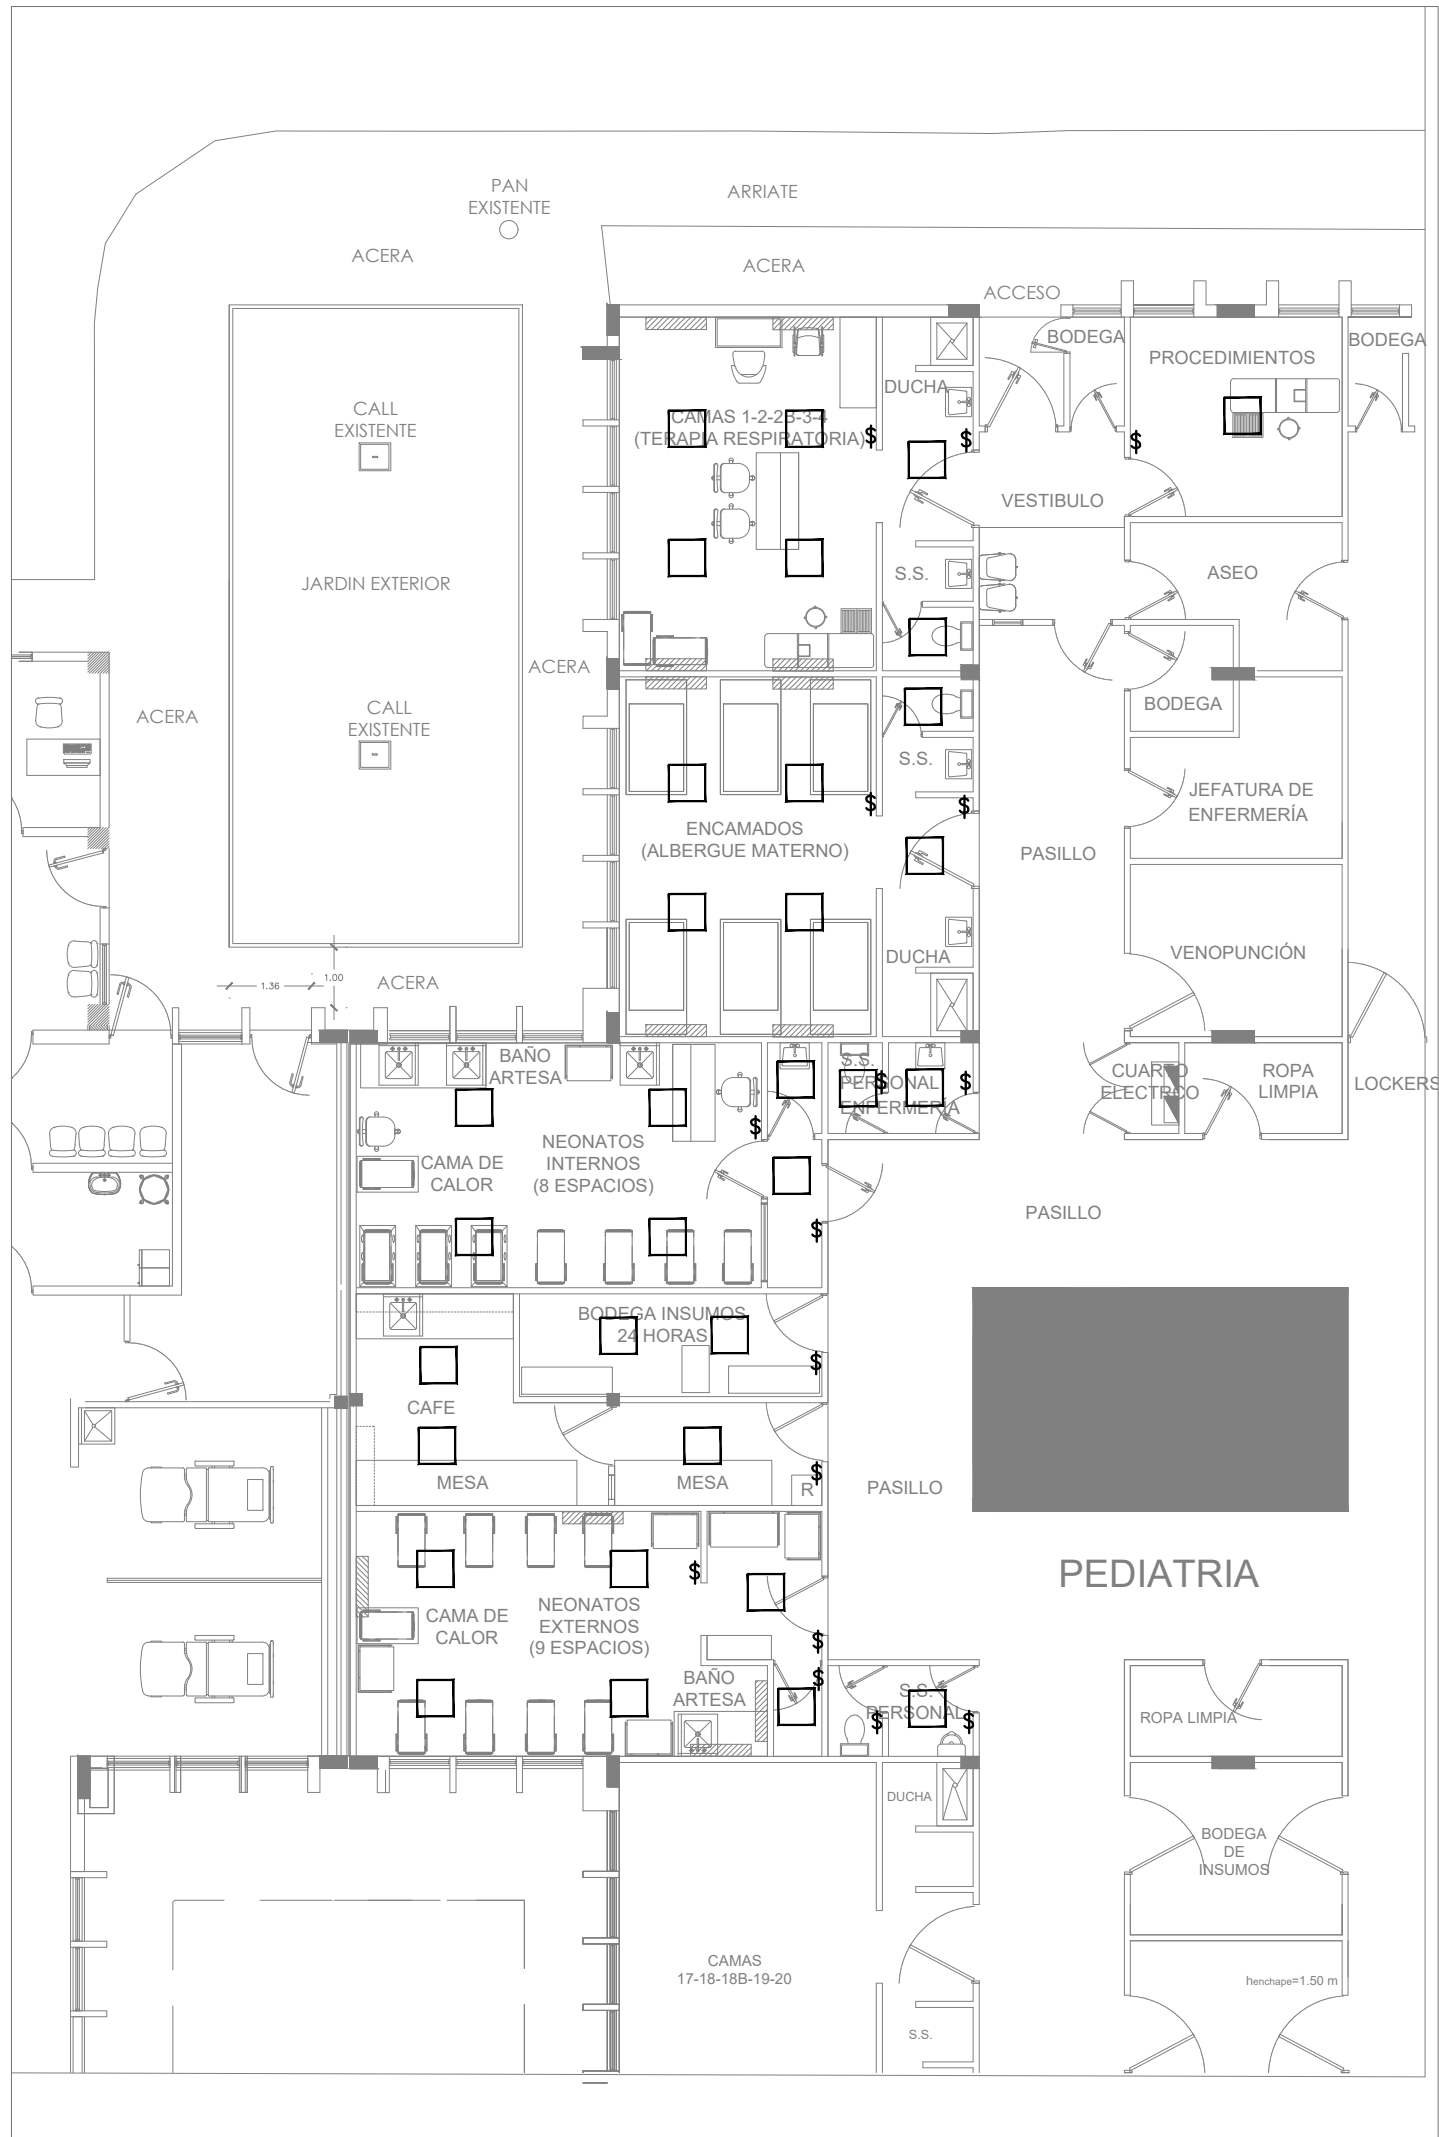 PAN
EXISTENTE
ARRIATE
ACERA
ACERA
ACCESO
BODEGA
PROCEDIMIENTOS
BODEGA
CALL
EXISTENTE
CAMAS 1-2-2B-3-4
(TERAPIA RESPIRATORIA)
$
DUCHA
$
$
VESTIBULO
JARDIN EXTERIOR
S.S.
ASEO
ACERA
ACERA
CALL
EXISTENTE
BODEGA
S.S.
$
$
JEFATURA DE
ENFERMERÍA
ENCAMADOS
(ALBERGUE MATERNO)
PASILLO
VENOPUNCIÓN
DUCHA
1.36
1.00
ACERA
BAÑO
ARTESA
S.S.
PERSONAL
ENFERMERÍA
$
$
CUARTO
ELECTRCO
ROPA
LIMPIA
LOCKERS
$
NEONATOS
INTERNOS
(8 ESPACIOS)
CAMA DE
CALOR
$
PASILLO
BODEGA INSUMOS
24 HORAS
$
CAFE
MESA
MESA
$
R
PASILLO
PEDIATRIA
$
CAMA DE
CALOR
NEONATOS
EXTERNOS
(9 ESPACIOS)
$
$
BAÑO
ARTESA
S.S.
PERSONAL
$
$
ROPA LIMPIA
DUCHA
BODEGA
DE
INSUMOS
CAMAS
17-18-18B-19-20
henchape=1.50 m
S.S.